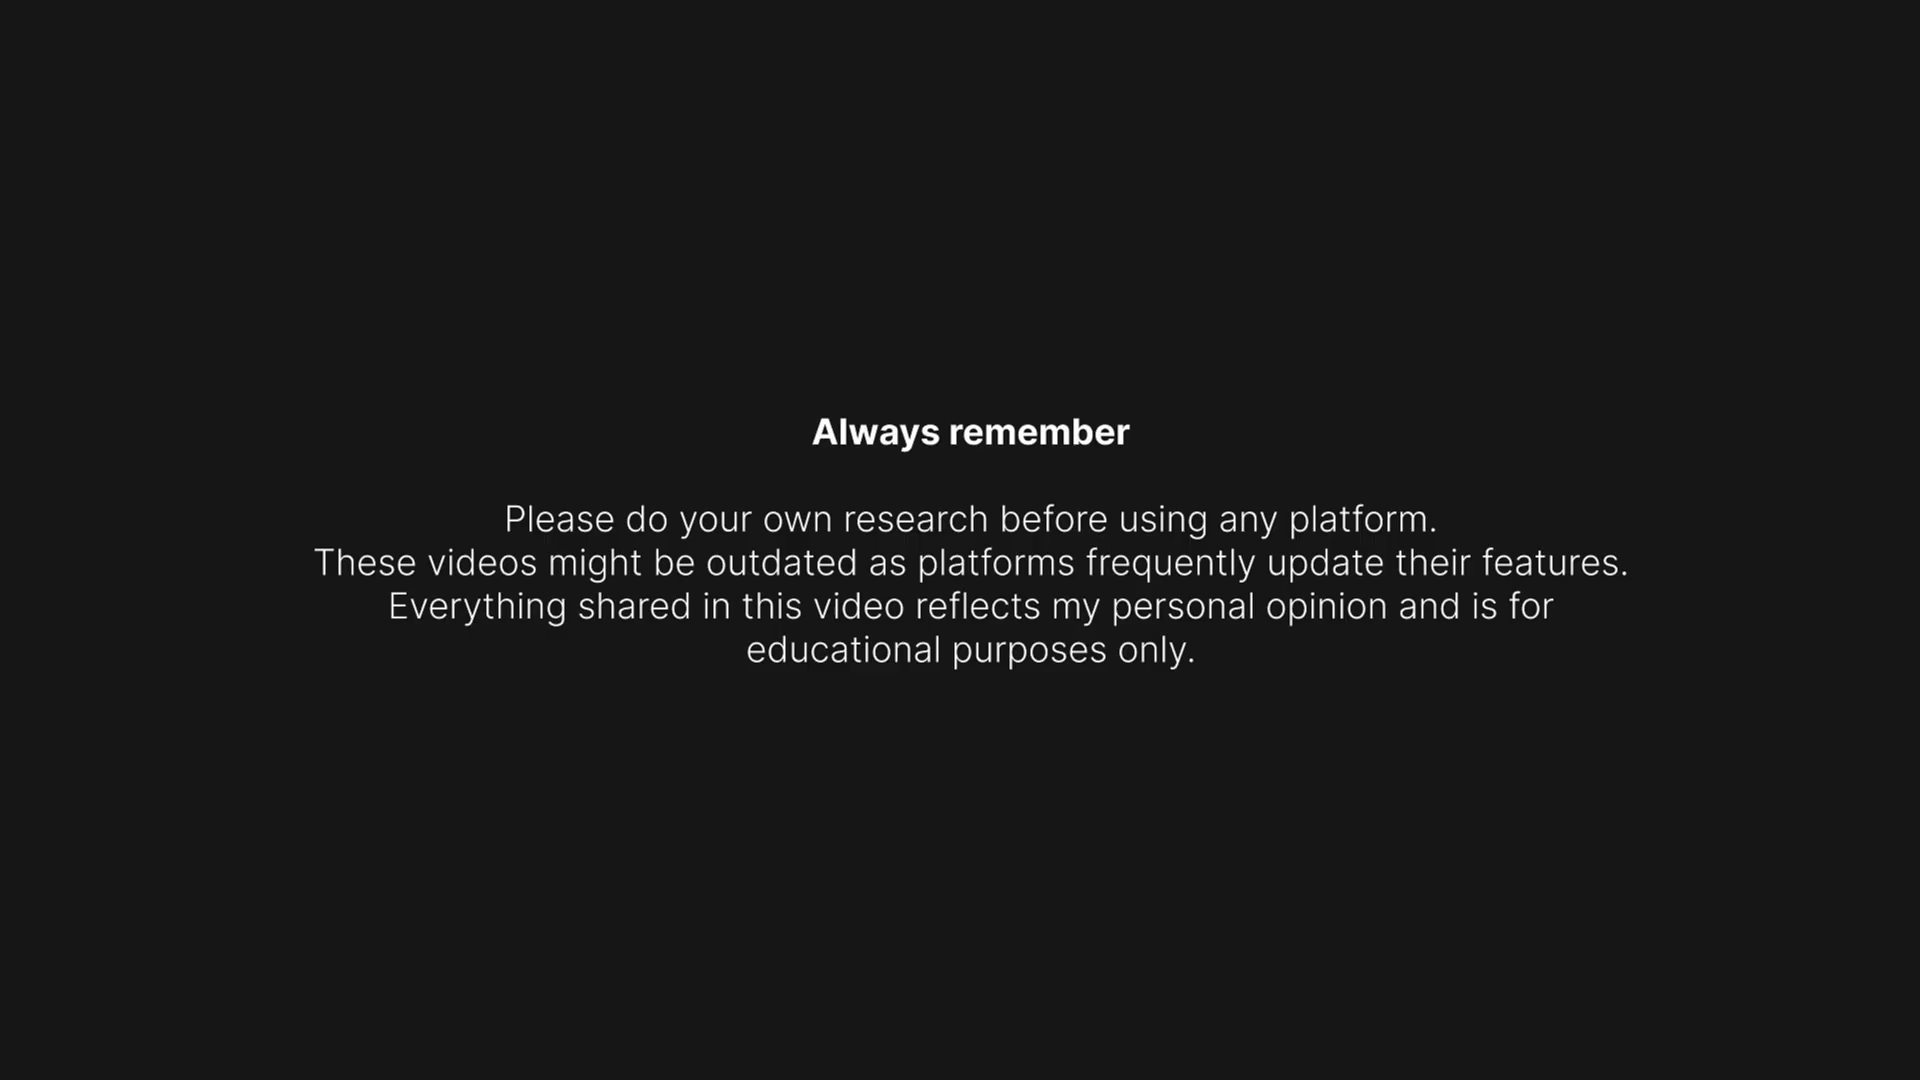 Always remember
Please do your own research before using any platform.
These videos might be outdated as platforms frequently update their features.
Everything shared in this video reflects my personal opinion and is for
educational purposes only.